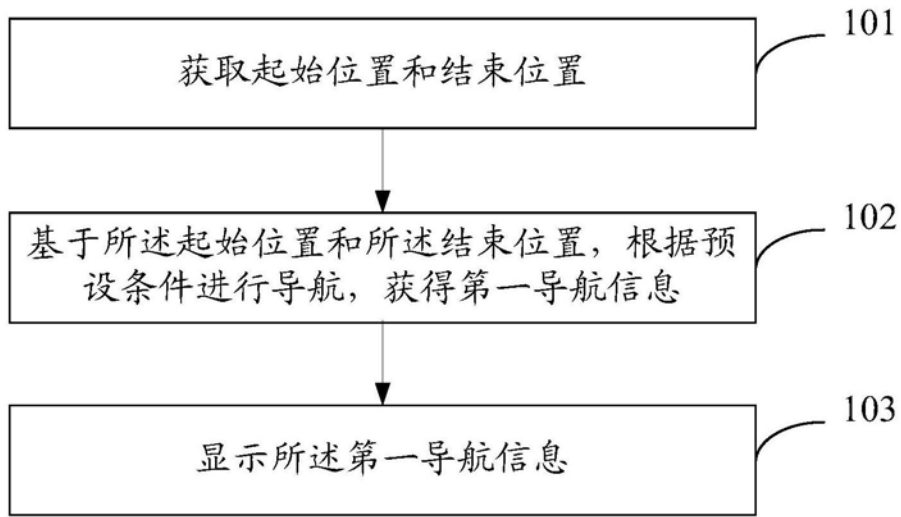 101
获取起始位置和结束位置
102
基于所述起始位置和所述结束位置，根据预
设条件进行导航，获得第一导航信息
103
显示所述第一导航信息